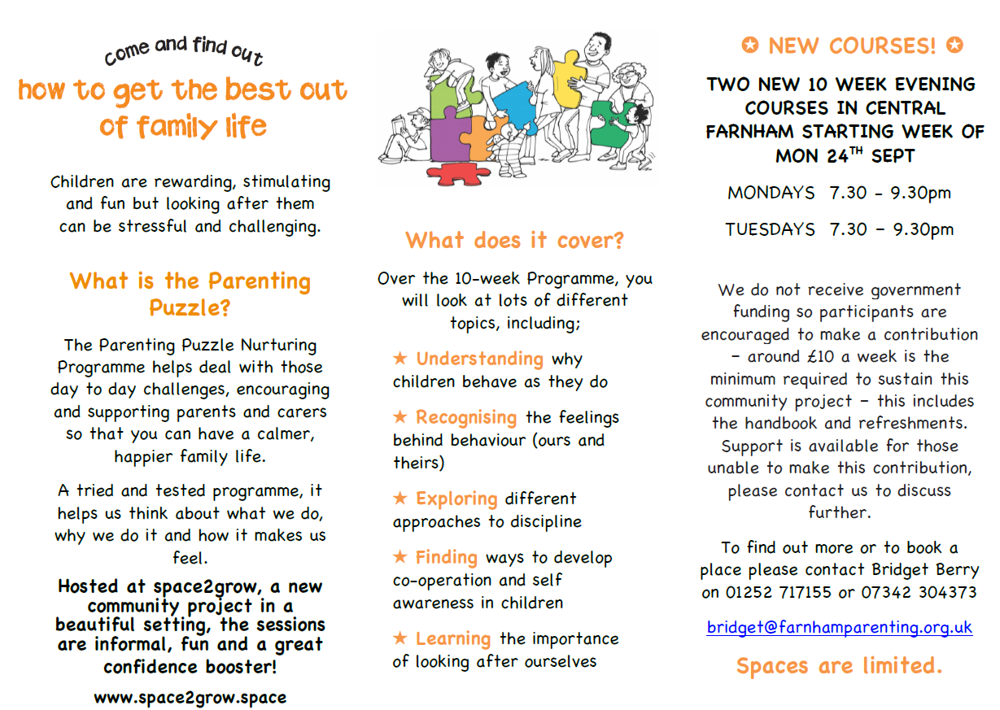 come and find out
how to get the best out
of family life
Children are rewarding, stimulating
and fun but looking after them
can be stressful and challenging.
What is the Parenting
Puzzle?
The Parenting Puzzle Nurturing
Programme helps deal with those
day to day challenges, encouraging
and supporting parents and carers
so that you can have a calmer,
happier family life.
A tried and tested programme, it
helps us think about what we do,
why we do it and how it makes us
feel.
Hosted at space2grow, a new
community project in a
beautiful setting, the sessions
are informal, fun and a great
confidence booster!
www.space2grow.space
What does it cover?
Over the 10-week Programme, you
will look at lots of different
topics, including;
★ Understanding why
children behave as they do
★ Recognising the feelings
behind behaviour (ours and
theirs)
★ Exploring different
approaches to discipline
★ Finding ways to develop
co-operation and self
awareness in children
★ Learning the importance
of looking after ourselves
✪ NEW COURSES! ✪
TWO NEW 10 WEEK EVENING
COURSES IN CENTRAL
FARNHAM STARTING WEEK OF
MON 24TH SEPT
MONDAYS 7.30 - 9.30pm
TUESDAYS 7.30 – 9.30pm
We do not receive government
funding so participants are
encouraged to make a contribution
– around £10 a week is the
minimum required to sustain this
community project – this includes
the handbook and refreshments.
Support is available for those
unable to make this contribution,
please contact us to discuss
further.
To find out more or to book a
place please contact Bridget Berry
on 01252 717155 or 07342 304373
bridget@farnhamparenting.org.uk
Spaces are limited.